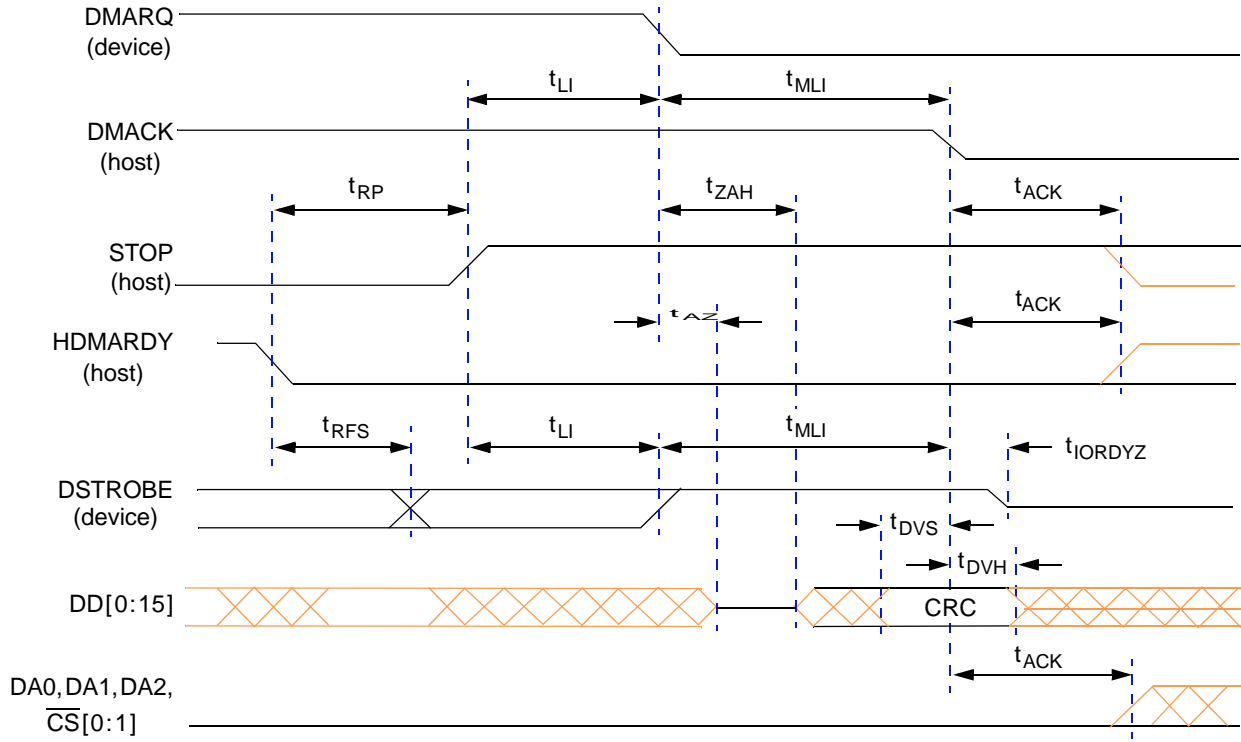 DMARQ
(device)
tLI
tMLI
DMACK
(host)
tRP
tZAH
tACK
STOP
(host)
tAZ
tACK
HDMARDY
(host)
tRFS
tLI
tMLI
tIORDYZ
DSTROBE
(device)
tDVS
tDVH
DD[0:15]
CRC
tACK
DA0,DA1,DA2,
C̅S̅[0:1]